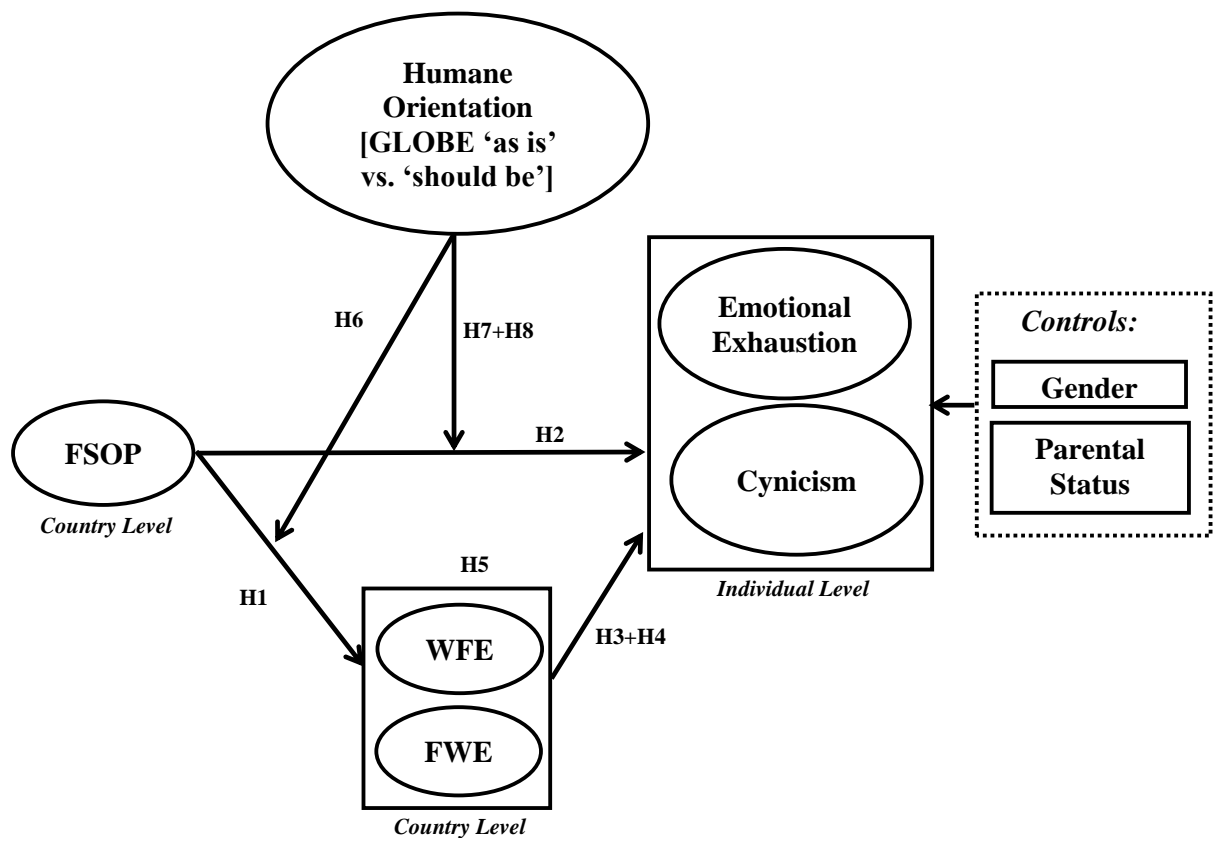 Humane
Orientation
[GLOBE ‘as is’
vs. ‘should be’]
H6
H7+H8
Emotional
Exhaustion
Controls:
Gender
FSOP
H2
Cynicism
Parental
Status
Country Level
H5
Individual Level
H1
WFE
H3+H4
FWE
Country Level